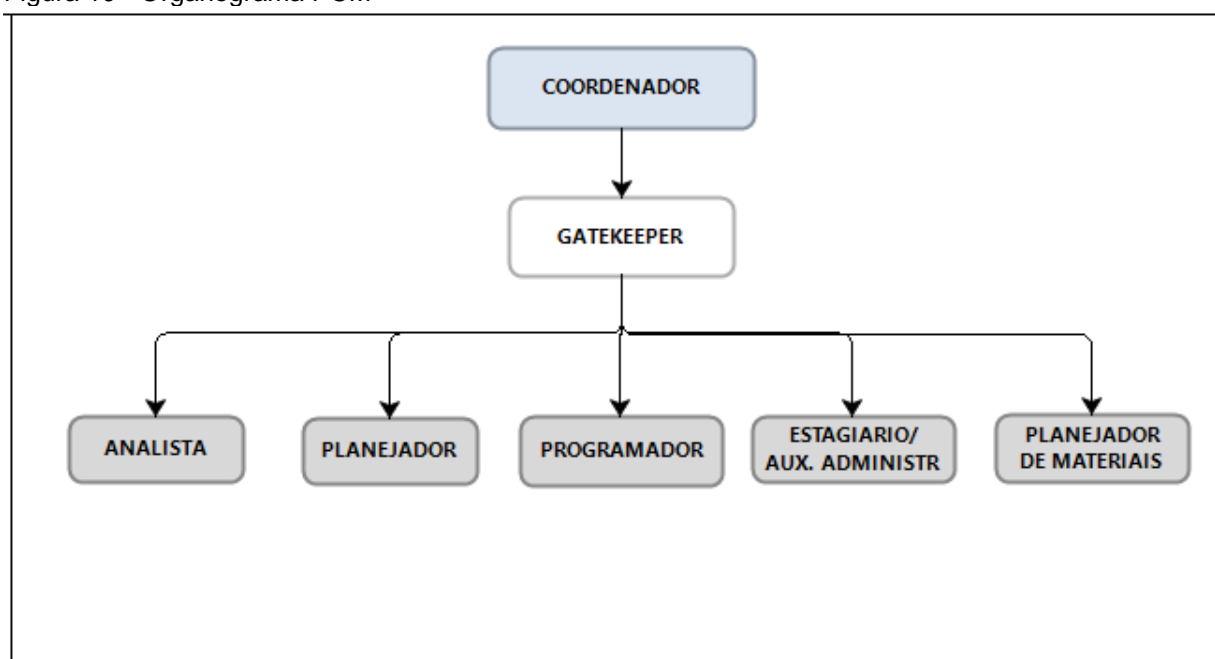 COORDENADOR
GATEKEEPER
ANALISTA
PLANEJADOR
PROGRAMADOR
ESTAGIARIO/
AUX. ADMINISTR
PLANEJADOR
DE MATERIAIS